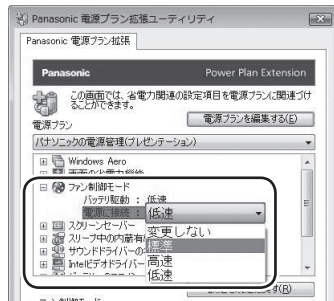 Panasonic 電源プラン拡張ユーティリティ
Panasonic 電源プラン拡張
Panasonic
Power Plan Extension
この画面では、省電力関連の設定項目を電源プランに関連づけ
ることができます。
電源プラン
電源プランを編集する(E)
パナソニックの電源管理(プレゼンテーション)
Windows Aero
画面の省電力機能
ファン制御モード
バッテリ駆動 : 低速
電源に接続 : 低速
変更しない
標準
高速
低速
スクリーンセーバー
スリープ中の内蔵有
サウンドドライバーの
Intelビデオドライバー
す(R)